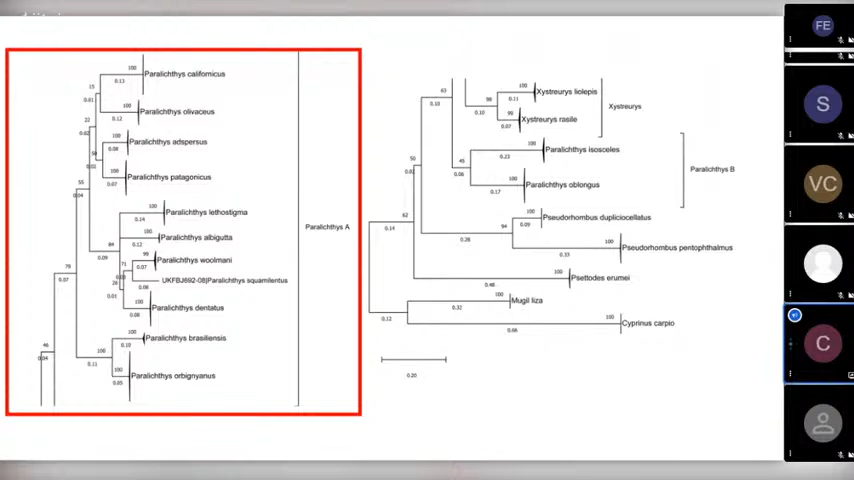 Paralichthys californicus
15
0.13
0.01
100
Paralichthys olivaceus
0.12
22
0.02
100
Paralichthys adspersus
0.08
100
Paralichthys patagonicus
0.07
55
0.04
100
Paralichthys lethostigma
0.14
84
0.09
100
Paralichthys albigutta
0.12
99
Paralichthys woolmani
0.07
71
UKFBJ692-08|Paralichthys squamilentus
0.08
28
0.01
100
Paralichthys dentatus
0.08
79
0.07
100
Paralichthys brasiliensis
0.10
0.11
100
Paralichthys orbignyanus
0.05
46
0.04
Paralichthys A
63
0.10
100
Xystreurys liolepis
0.11
98
0.10
99
Xystreurys rasile
0.07
Xystreurys
100
Paralichthys isosceles
0.23
45
0.06
100
Paralichthys oblongus
0.17
Paralichthys B
50
0.02
100
Pseudorhombus dupliciocellatus
0.09
94
0.28
100
Pseudorhombus pentophthalmus
0.33
62
0.14
100
Psettodes erumei
0.48
100
Mugil liza
0.32
0.12
100
Cyprinus carpio
0.66
0.20
FE
S
VC
C